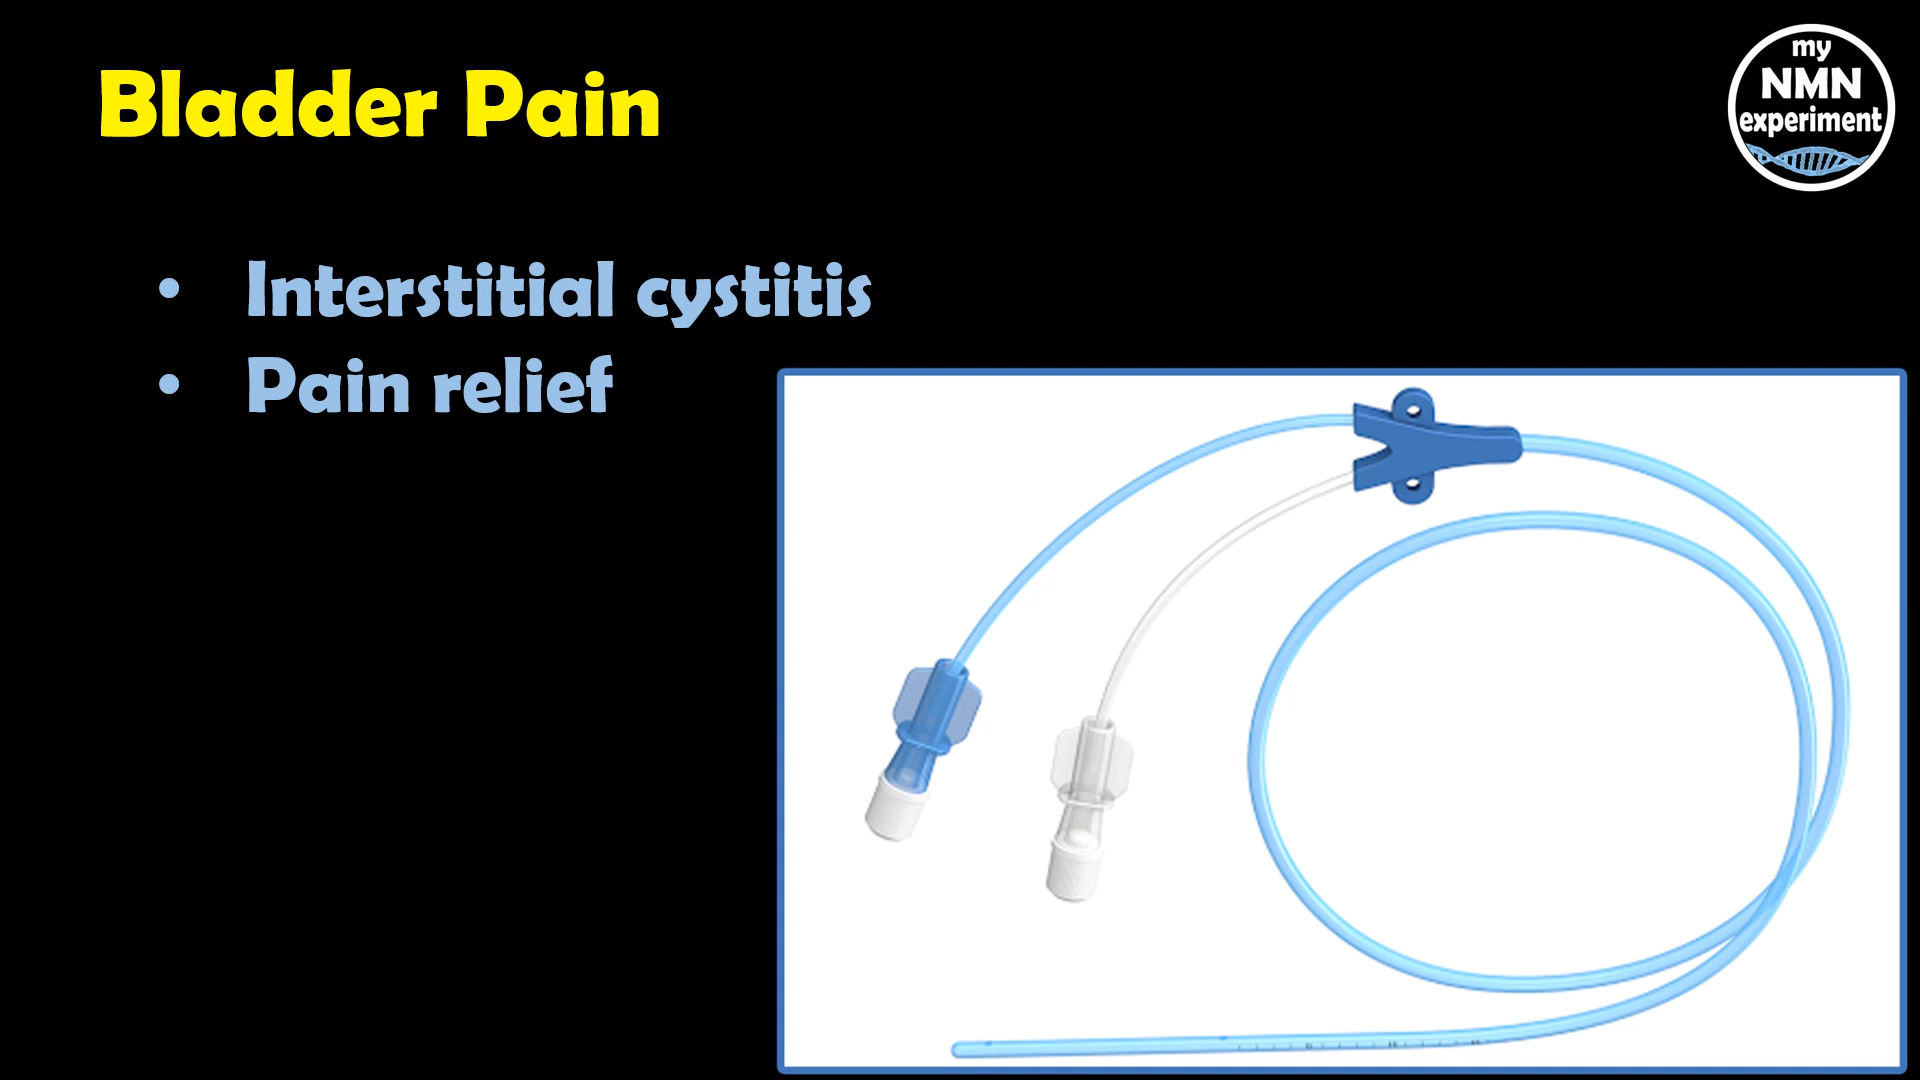 Bladder Pain
my
NMN
experiment
• Interstitial cystitis
• Pain relief